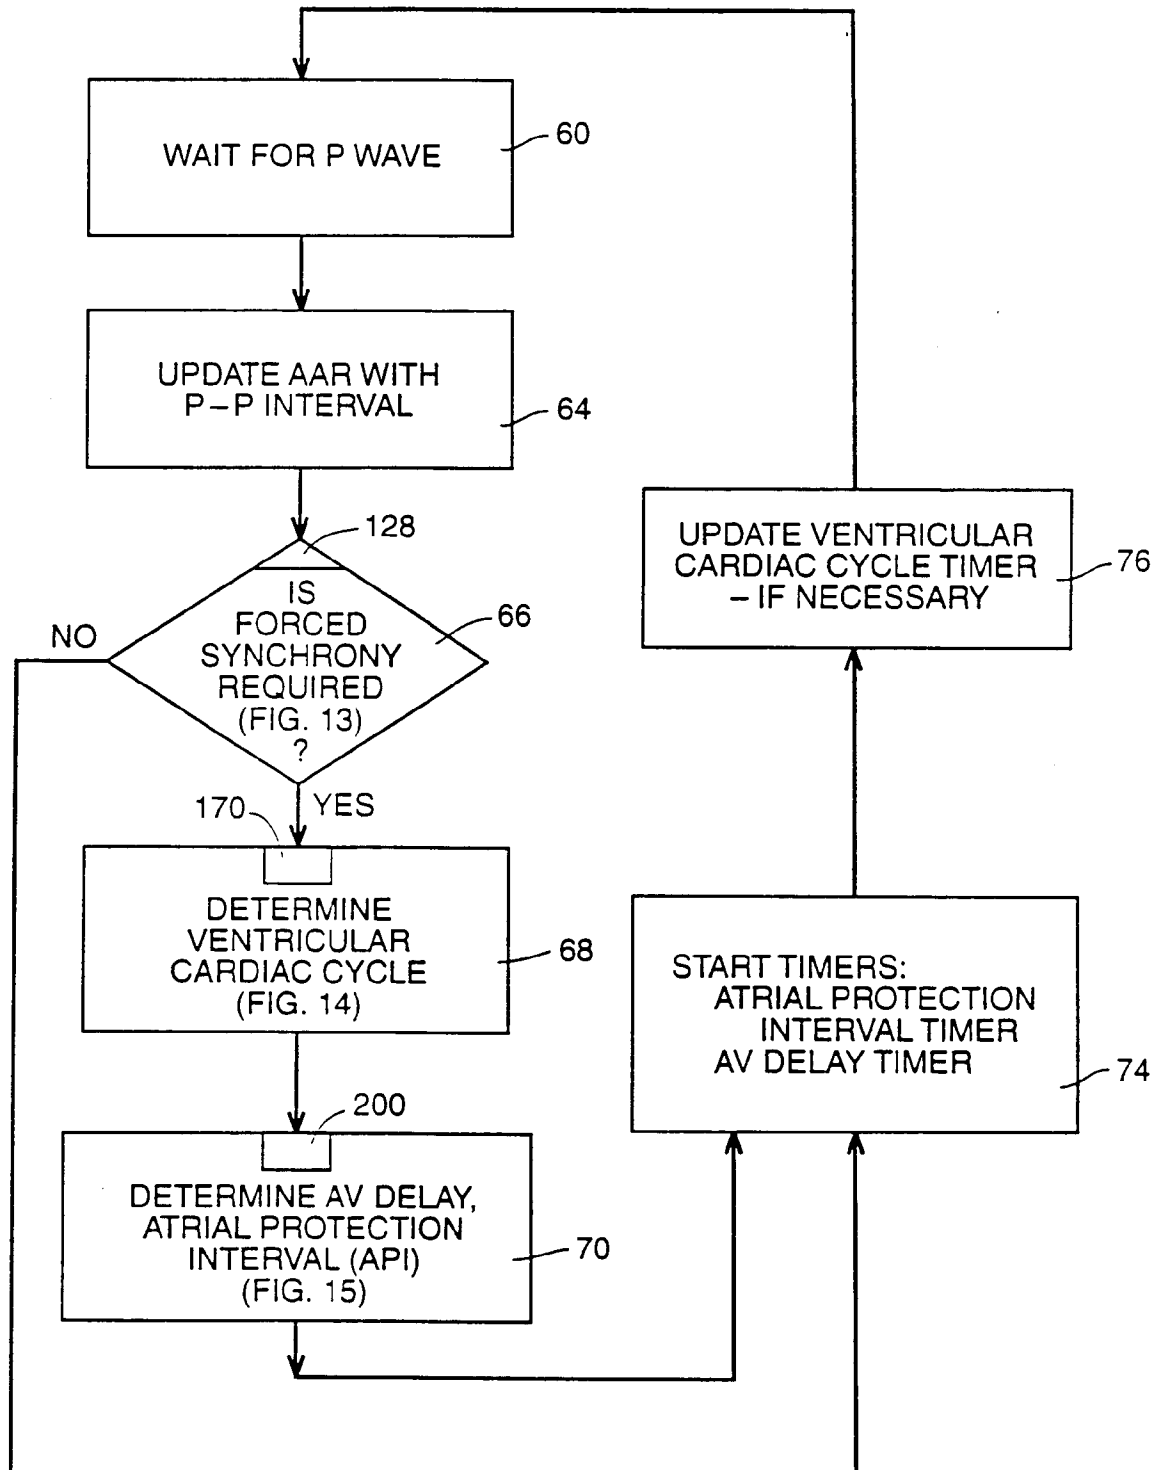 WAIT FOR P WAVE
60
UPDATE AAR WITH
P–P INTERVAL
64
128
IS
FORCED
SYNCHRONY
REQUIRED
(FIG. 13)
?
66
NO
YES
170
DETERMINE
VENTRICULAR
CARDIAC CYCLE
(FIG. 14)
68
200
DETERMINE AV DELAY,
ATRIAL PROTECTION
INTERVAL (API)
(FIG. 15)
70
UPDATE VENTRICULAR
CARDIAC CYCLE TIMER
– IF NECESSARY
76
START TIMERS:
ATRIAL PROTECTION
INTERVAL TIMER
AV DELAY TIMER
74